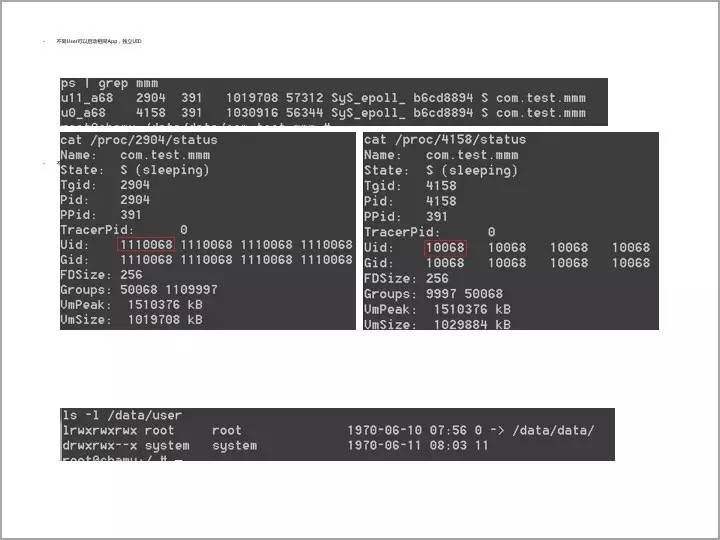 - 不同User可以启动相同App，独立UID
ps | grep mmm
u11_a68 2904 391 1019708 57312 SyS_epoll_ b6cd8894 S com.test.mmm
u0_a68 4158 391 1030916 56344 SyS_epoll_ b6cd8894 S com.test.mmm
cat /proc/2904/status
Name: com.test.mmm
State: S (sleeping)
Tgid: 2904
Pid: 2904
PPid: 391
TracerPid: 0
Uid: 1110068 1110068 1110068 1110068
Gid: 1110068 1110068 1110068 1110068
FDSize: 256
Groups: 50068 1109997
VmPeak: 1510376 kB
VmSize: 1019708 kB
cat /proc/4158/status
Name: com.test.mmm
State: S (sleeping)
Tgid: 4158
Pid: 4158
PPid: 391
TracerPid: 0
Uid: 10068 10068 10068 10068
Gid: 10068 10068 10068 10068
FDSize: 256
Groups: 9997 50068
VmPeak: 1510376 kB
VmSize: 1029884 kB
ls -l /data/user
lrwxrwxrwx root root 1970-06-10 07:56 0 -> /data/data/
drwxrwx--x system system 1970-06-11 08:03 11